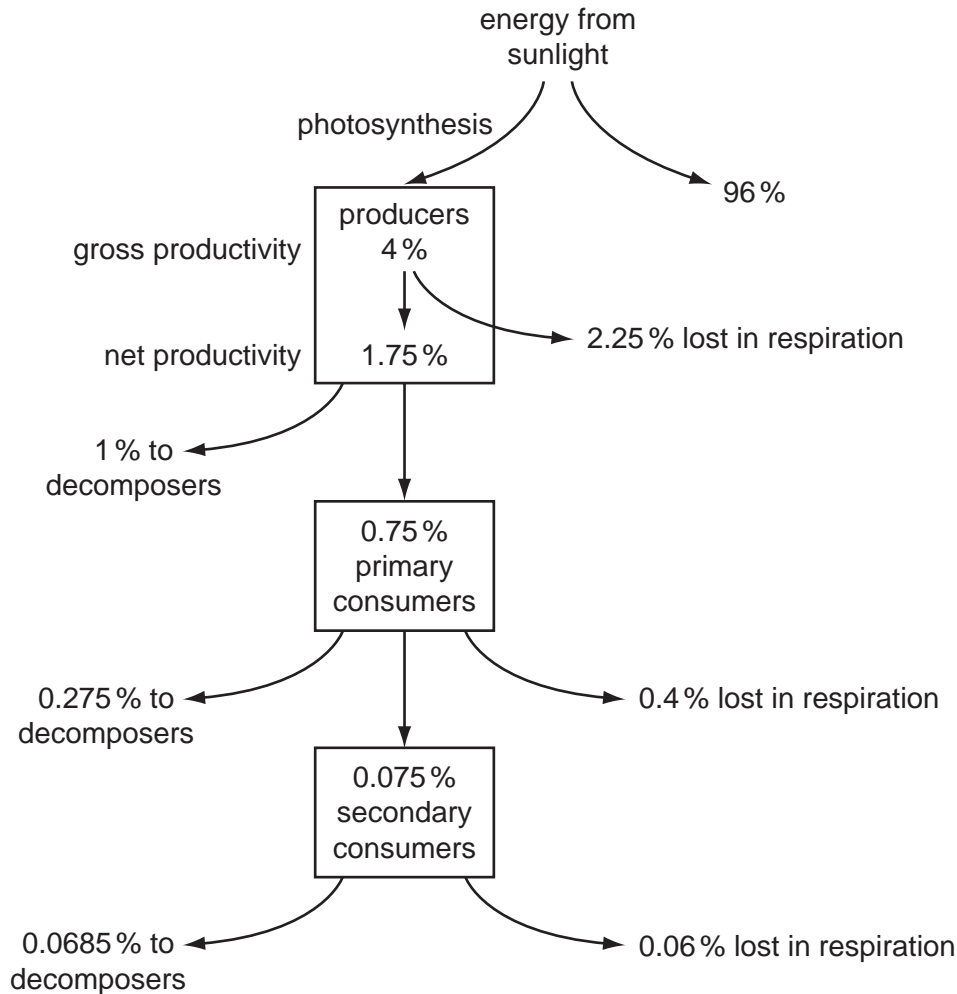 energy from
sunlight
photosynthesis
96 %
producers
gross productivity
4 %
2.25 % lost in respiration
net productivity
1.75 %
1 % to
decomposers
0.75 %
primary
consumers
0.275 % to
decomposers
0.4 % lost in respiration
0.075 %
secondary
consumers
0.0685 % to
decomposers
0.06 % lost in respiration